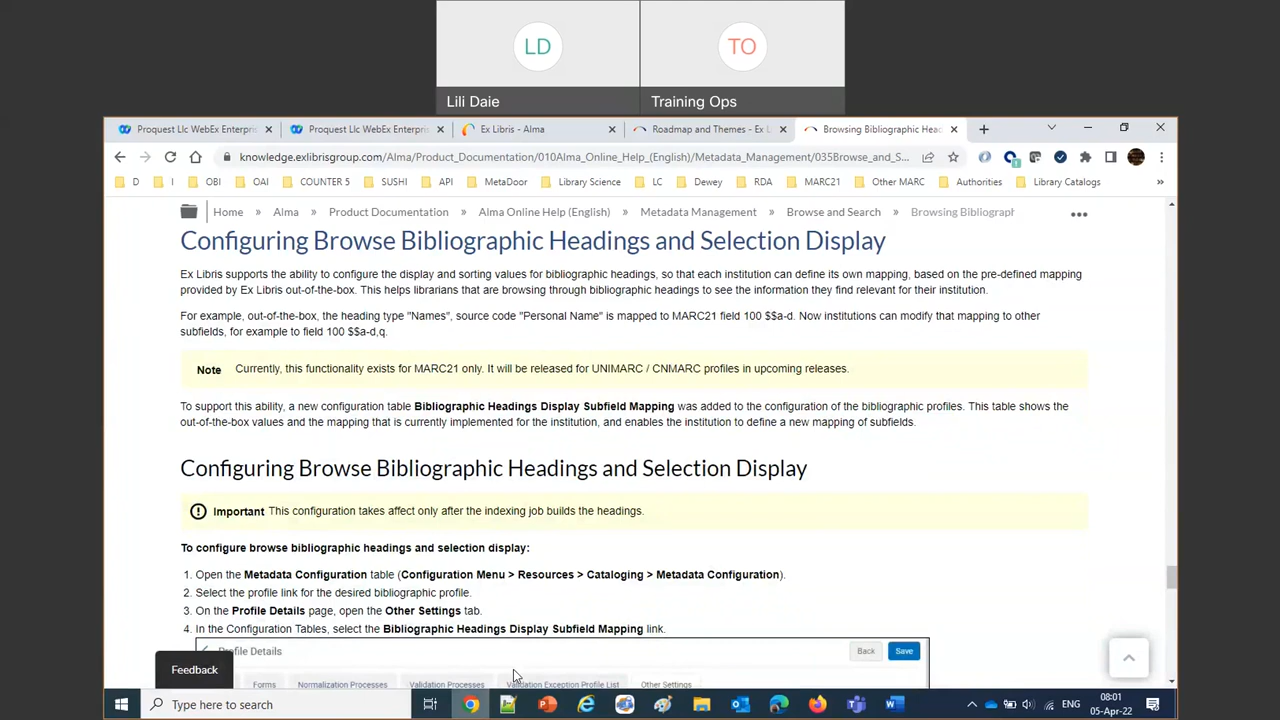 LD
TO
Lili Daie
Training Ops
Proquest Llc WebEx Enterpris
Proquest Llc WebEx Enterpris
Ex Libris - Alma
Roadmap and Themes - Ex L
Browsing Bibliographic Head
knowledge.exlibrisgroup.com/Alma/Product_Documentation/010Alma_Online_Help_(English)/Metadata_Management/035Browse_and_S...
D I OBI OAI COUNTER 5 SUSHI API MetaDoor Library Science LC Dewey RDA MARC21 Other MARC Authorities Library Catalogs »
Home > Alma > Product Documentation > Alma Online Help (English) > Metadata Management > Browse and Search > Browsing Bibliograph
Configuring Browse Bibliographic Headings and Selection Display
Ex Libris supports the ability to configure the display and sorting values for bibliographic headings, so that each institution can define its own mapping, based on the pre-defined mapping
provided by Ex Libris out-of-the-box. This helps librarians that are browsing through bibliographic headings to see the information they find relevant for their institution.
For example, out-of-the-box, the heading type "Names", source code "Personal Name" is mapped to MARC21 field 100 $$a-d. Now institutions can modify that mapping to other
subfields, for example to field 100 $$a-d,q.
Note Currently, this functionality exists for MARC21 only. It will be released for UNIMARC / CNMARC profiles in upcoming releases.
To support this ability, a new configuration table Bibliographic Headings Display Subfield Mapping was added to the configuration of the bibliographic profiles. This table shows the
out-of-the-box values and the mapping that is currently implemented for the institution, and enables the institution to define a new mapping of subfields.
Configuring Browse Bibliographic Headings and Selection Display
Important This configuration takes affect only after the indexing job builds the headings.
To configure browse bibliographic headings and selection display:
1. Open the Metadata Configuration table (Configuration Menu > Resources > Cataloging > Metadata Configuration).
2. Select the profile link for the desired bibliographic profile.
3. On the Profile Details page, open the Other Settings tab.
4. In the Configuration Tables, select the Bibliographic Headings Display Subfield Mapping link.
Profile Details Back Save
Feedback
Forms Normalization Processes Validation Processes Validation Exception Profile List Other Settings
Type here to search
ENG
08:01
05-Apr-22